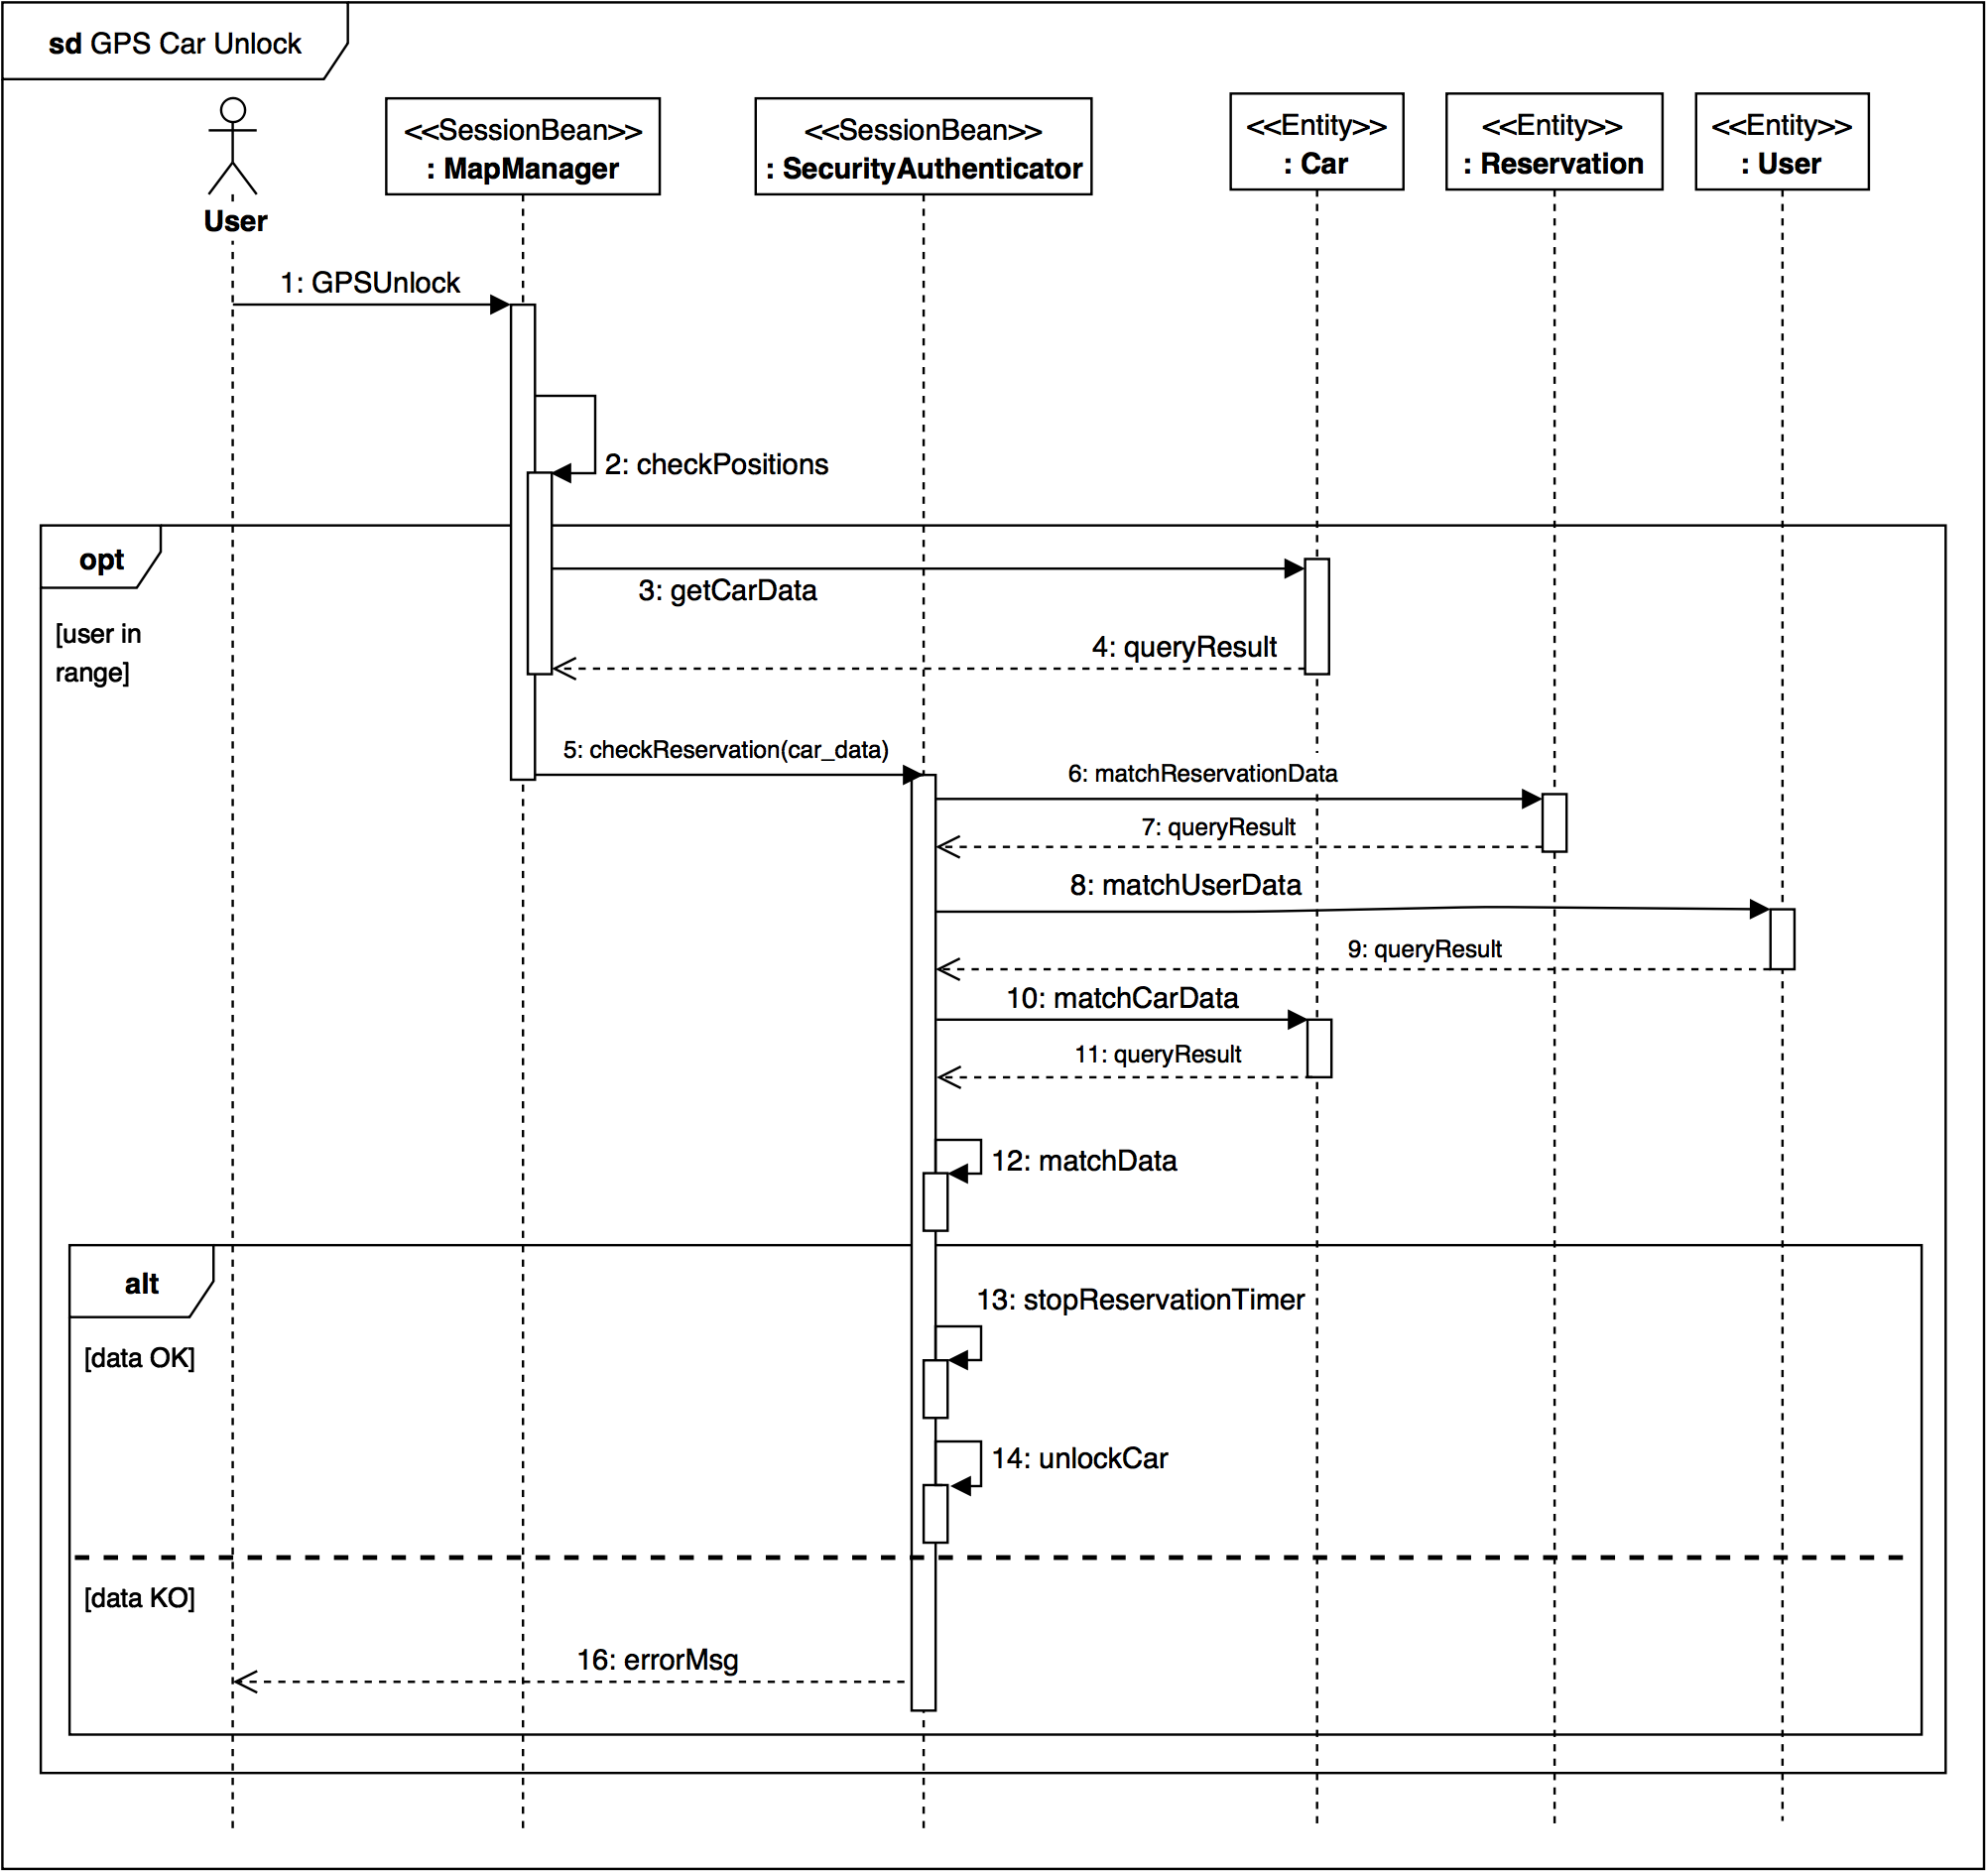 sd GPS Car Unlock
<<SessionBean>>
: MapManager
<<SessionBean>>
: SecurityAuthenticator
<<Entity>>
: Car
<<Entity>>
: Reservation
<<Entity>>
: User
User
1: GPSUnlock
2: checkPositions
opt
[user in
range]
3: getCarData
4: queryResult
5: checkReservation(car_data)
6: matchReservationData
7: queryResult
8: matchUserData
9: queryResult
10: matchCarData
11: queryResult
12: matchData
alt
[data OK]
13: stopReservationTimer
14: unlockCar
[data KO]
16: errorMsg